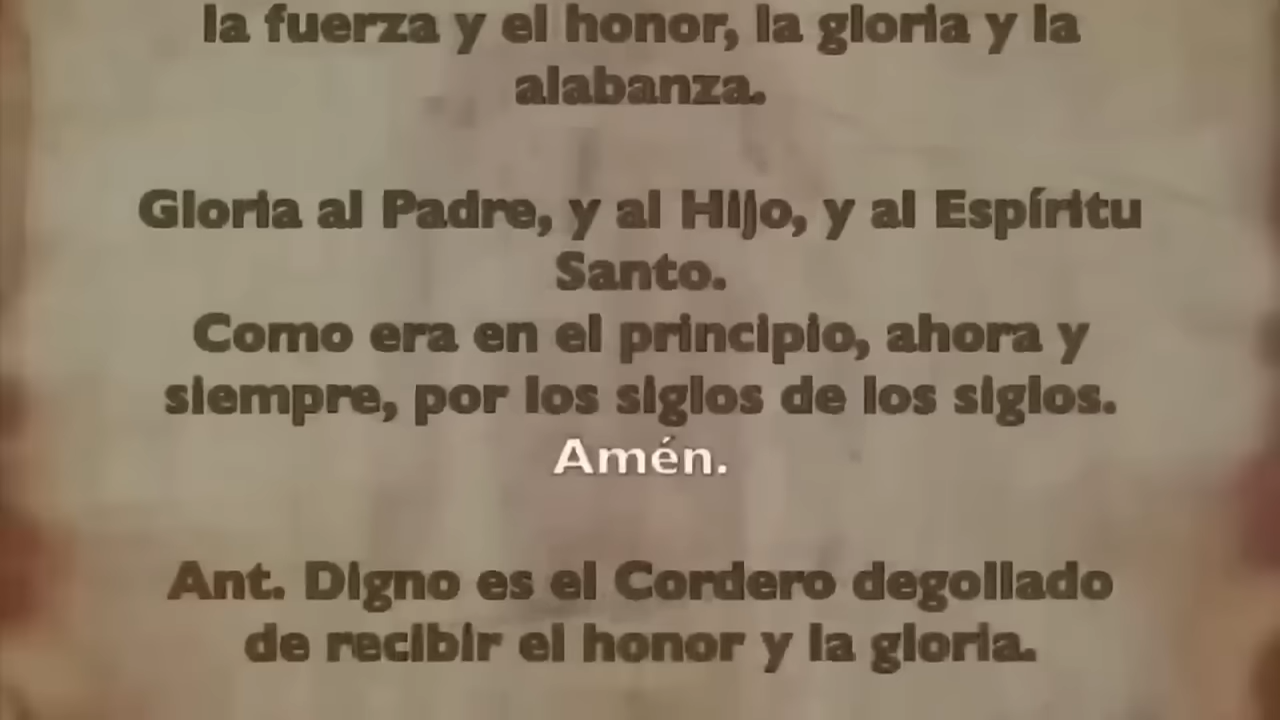 la fuerza y el honor, la gloria y la
alabanza.
Gloria al Padre, y al Hijo, y al Espíritu
Santo.
Como era en el principio, ahora y
siempre, por los siglos de los siglos.
Amén.
Ant. Digno es el Cordero degollado
de recibir el honor y la gloria.